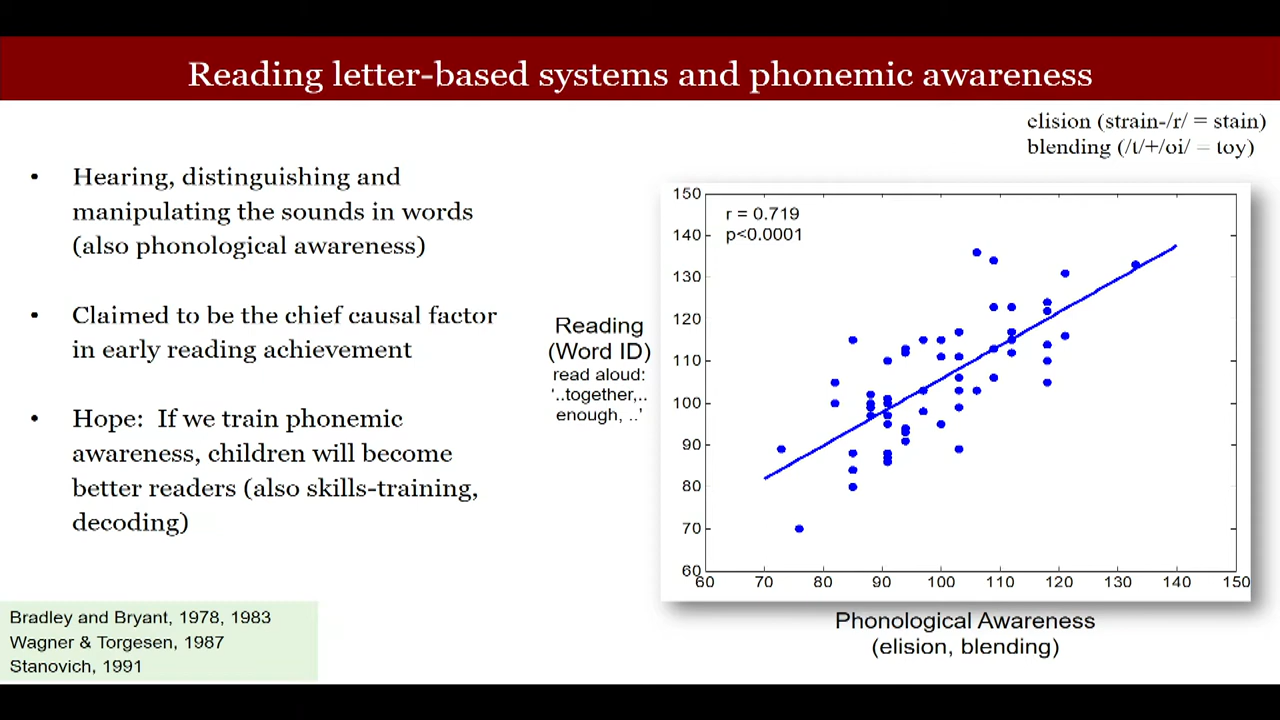 Reading letter-based systems and phonemic awareness
elision (strain-/r/ = stain)
blending (/t/+/oi/ = toy)
• Hearing, distinguishing and
manipulating the sounds in words
(also phonological awareness)
• Claimed to be the chief causal factor
in early reading achievement
• Hope: If we train phonemic
awareness, children will become
better readers (also skills-training,
decoding)
Bradley and Bryant, 1978, 1983
Wagner & Torgesen, 1987
Stanovich, 1991
Reading
(Word ID)
read aloud:
'..together,..
enough, ..'
r = 0.719
p<0.0001
150
140
130
120
110
100
90
80
70
60
60 70 80 90 100 110 120 130 140 150
Phonological Awareness
(elision, blending)